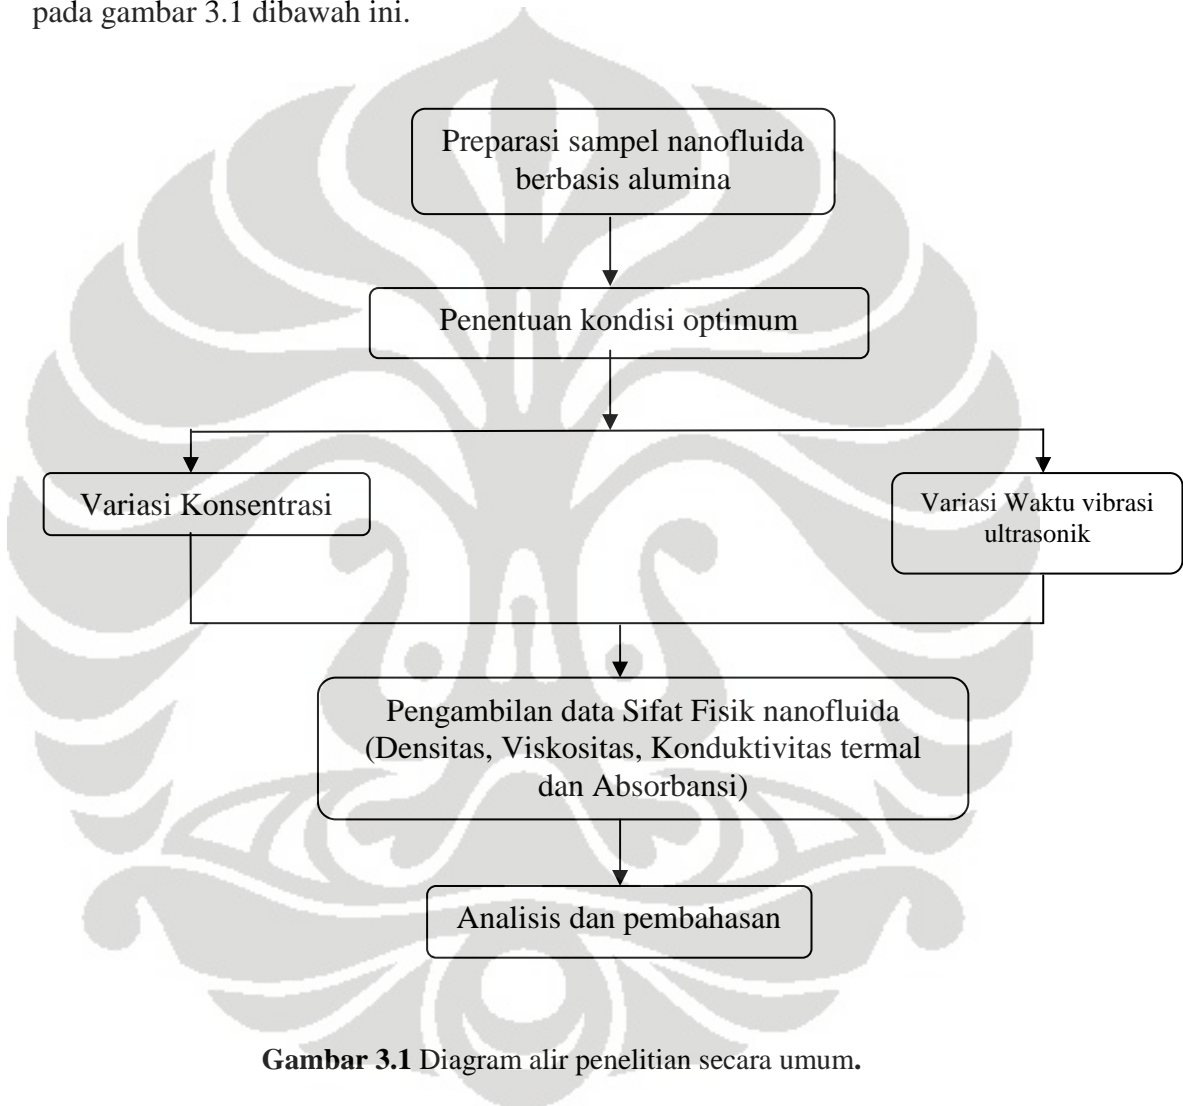 pada gambar 3.1 dibawah ini.
Preparasi sampel nanofluida
berbasis alumina
Penentuan kondisi optimum
Variasi Konsentrasi
Variasi Waktu vibrasi
ultrasonik
Pengambilan data Sifat Fisik nanofluida
(Densitas, Viskositas, Konduktivitas termal
dan Absorbansi)
Analisis dan pembahasan
Gambar 3.1 Diagram alir penelitian secara umum.